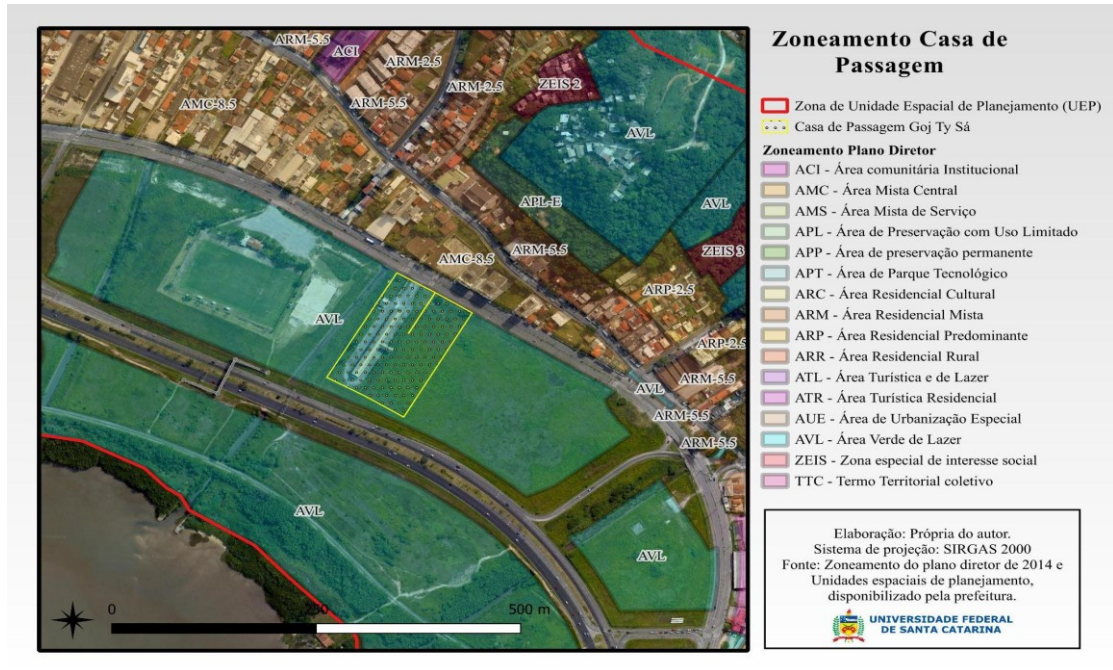 Zoneamento Casa de
Passagem
Zona de Unidade Espacial de Planejamento (UEP)
Casa de Passagem Goj Ty Sá
Zoneamento Plano Diretor
ACI - Área comunitária Institucional
AMC - Área Mista Central
AMS - Área Mista de Serviço
APL - Área de Preservação com Uso Limitado
APP - Área de preservação permanente
APT - Área de Parque Tecnológico
ARC - Área Residencial Cultural
ARM - Área Residencial Mista
ARP - Área Residencial Predominante
ARR - Área Residencial Rural
ATL - Área Turística e de Lazer
ATR - Área Turística Residencial
AUE - Área de Urbanização Especial
AVL - Área Verde de Lazer
ZEIS - Zona especial de interesse social
TTC - Termo Territorial coletivo
Elaboração: Própria do autor.
Sistema de projeção: SIRGAS 2000
Fonte: Zoneamento do plano diretor de 2014 e
Unidades espaciais de planejamento,
disponibilizado pela prefeitura.
UNIVERSIDADE FEDERAL
DE SANTA CATARINA
ARM-5.5
ACI
ARM-2.5
ZEIS 2
ARM-2.5
AMC-8.5
ARM-5.5
AVL
APL-E
AVL
ARM-5.5
ZEIS 3
AMC-8.5
ARP-2.5
AVL
ARP-2.5
AVL
ARM-5.5
ARM-5.5
ARM-5.5
AVL
AVL
0
250
500 m